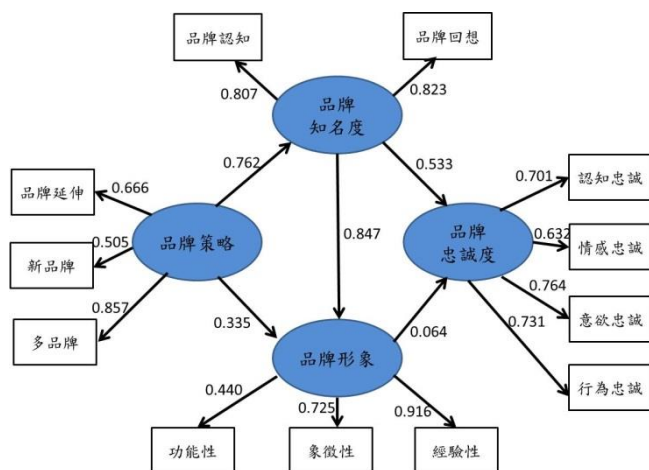 品牌認知
品牌回想
0.807
0.823
品牌
知名度
0.762
0.533
品牌延伸
0.666
0.701
認知忠誠
品牌策略
0.847
品牌
忠誠度
0.632
情感忠誠
新品牌
0.505
0.764
意欲忠誠
多品牌
0.857
0.335
0.064
0.731
品牌形象
行為忠誠
0.440
0.725
0.916
功能性
象徵性
經驗性